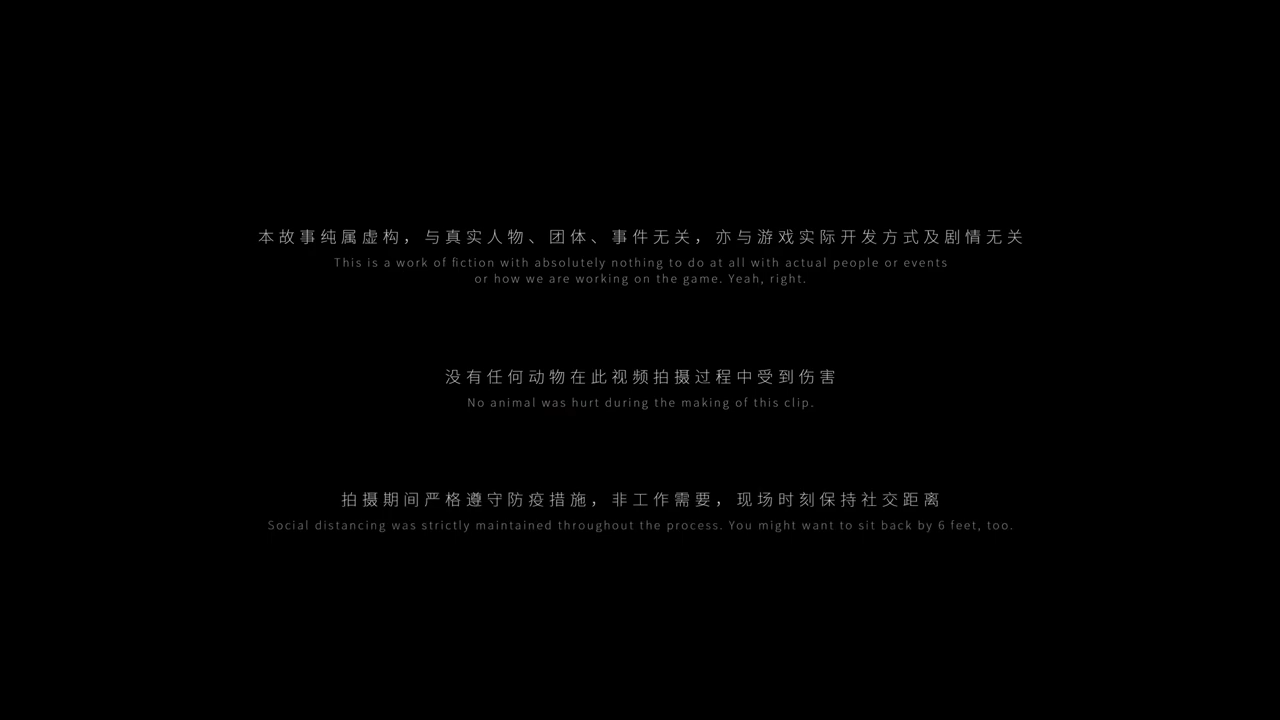 本故事纯属虚构，与真实人物、团体、事件无关，亦与游戏实际开发方式及剧情无关
This is a work of fiction with absolutely nothing to do at all with actual people or events
or how we are working on the game. Yeah, right.
没有任何动物在此视频拍摄过程中受到伤害
No animal was hurt during the making of this clip.
拍摄期间严格遵守防疫措施，非工作需要，现场时刻保持社交距离
Social distancing was strictly maintained throughout the process. You might want to sit back by 6 feet, too.